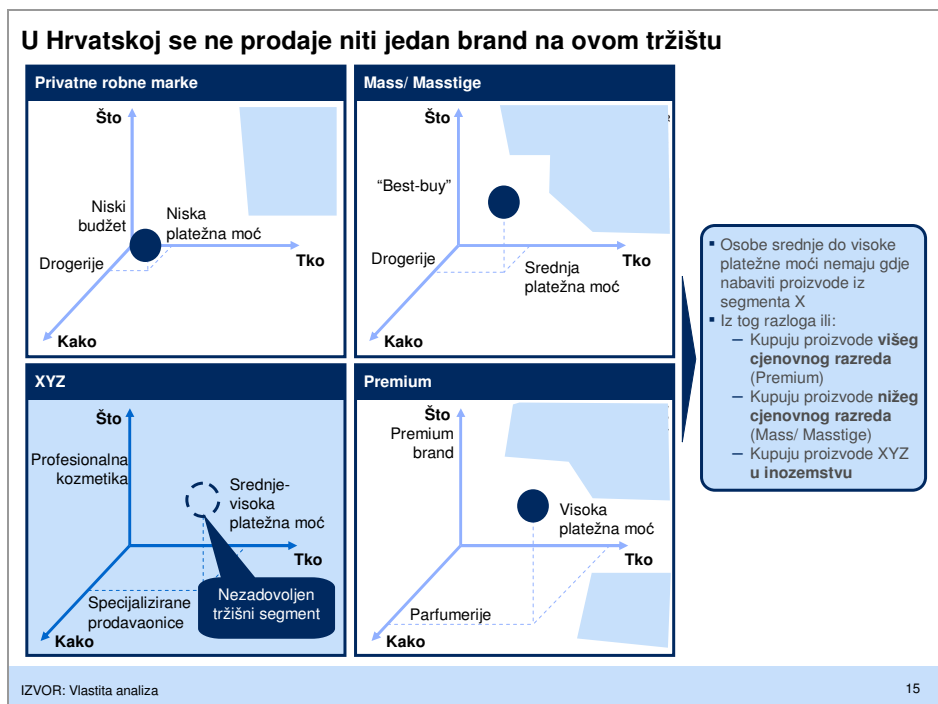 U Hrvatskoj se ne prodaje niti jedan brand na ovom tržištu
Privatne robne marke
Što
Niski
budžet
Niska
platežna moć
Drogerije
Tko
Kako
Mass/ Masstige
Što
“Best-buy”
Drogerije
Srednja
platežna moć
Tko
Kako
XYZ
Što
Profesionalna
kozmetika
Srednje-
visoka
platežna moć
Tko
Specijalizirane
prodavaonice
Nezadovoljen
tržišni segment
Kako
Premium
Što
Premium
brand
Visoka
platežna moć
Tko
Parfumerije
Kako
▪ Osobe srednje do visoke
platežne moći nemaju gdje
nabaviti proizvode iz
segmenta X
▪ Iz tog razloga ili:
– Kupuju proizvode višeg
cjenovnog razreda
(Premium)
– Kupuju proizvode nižeg
cjenovnog razreda
(Mass/ Masstige)
– Kupuju proizvode XYZ
u inozemstvu
IZVOR: Vlastita analiza
15